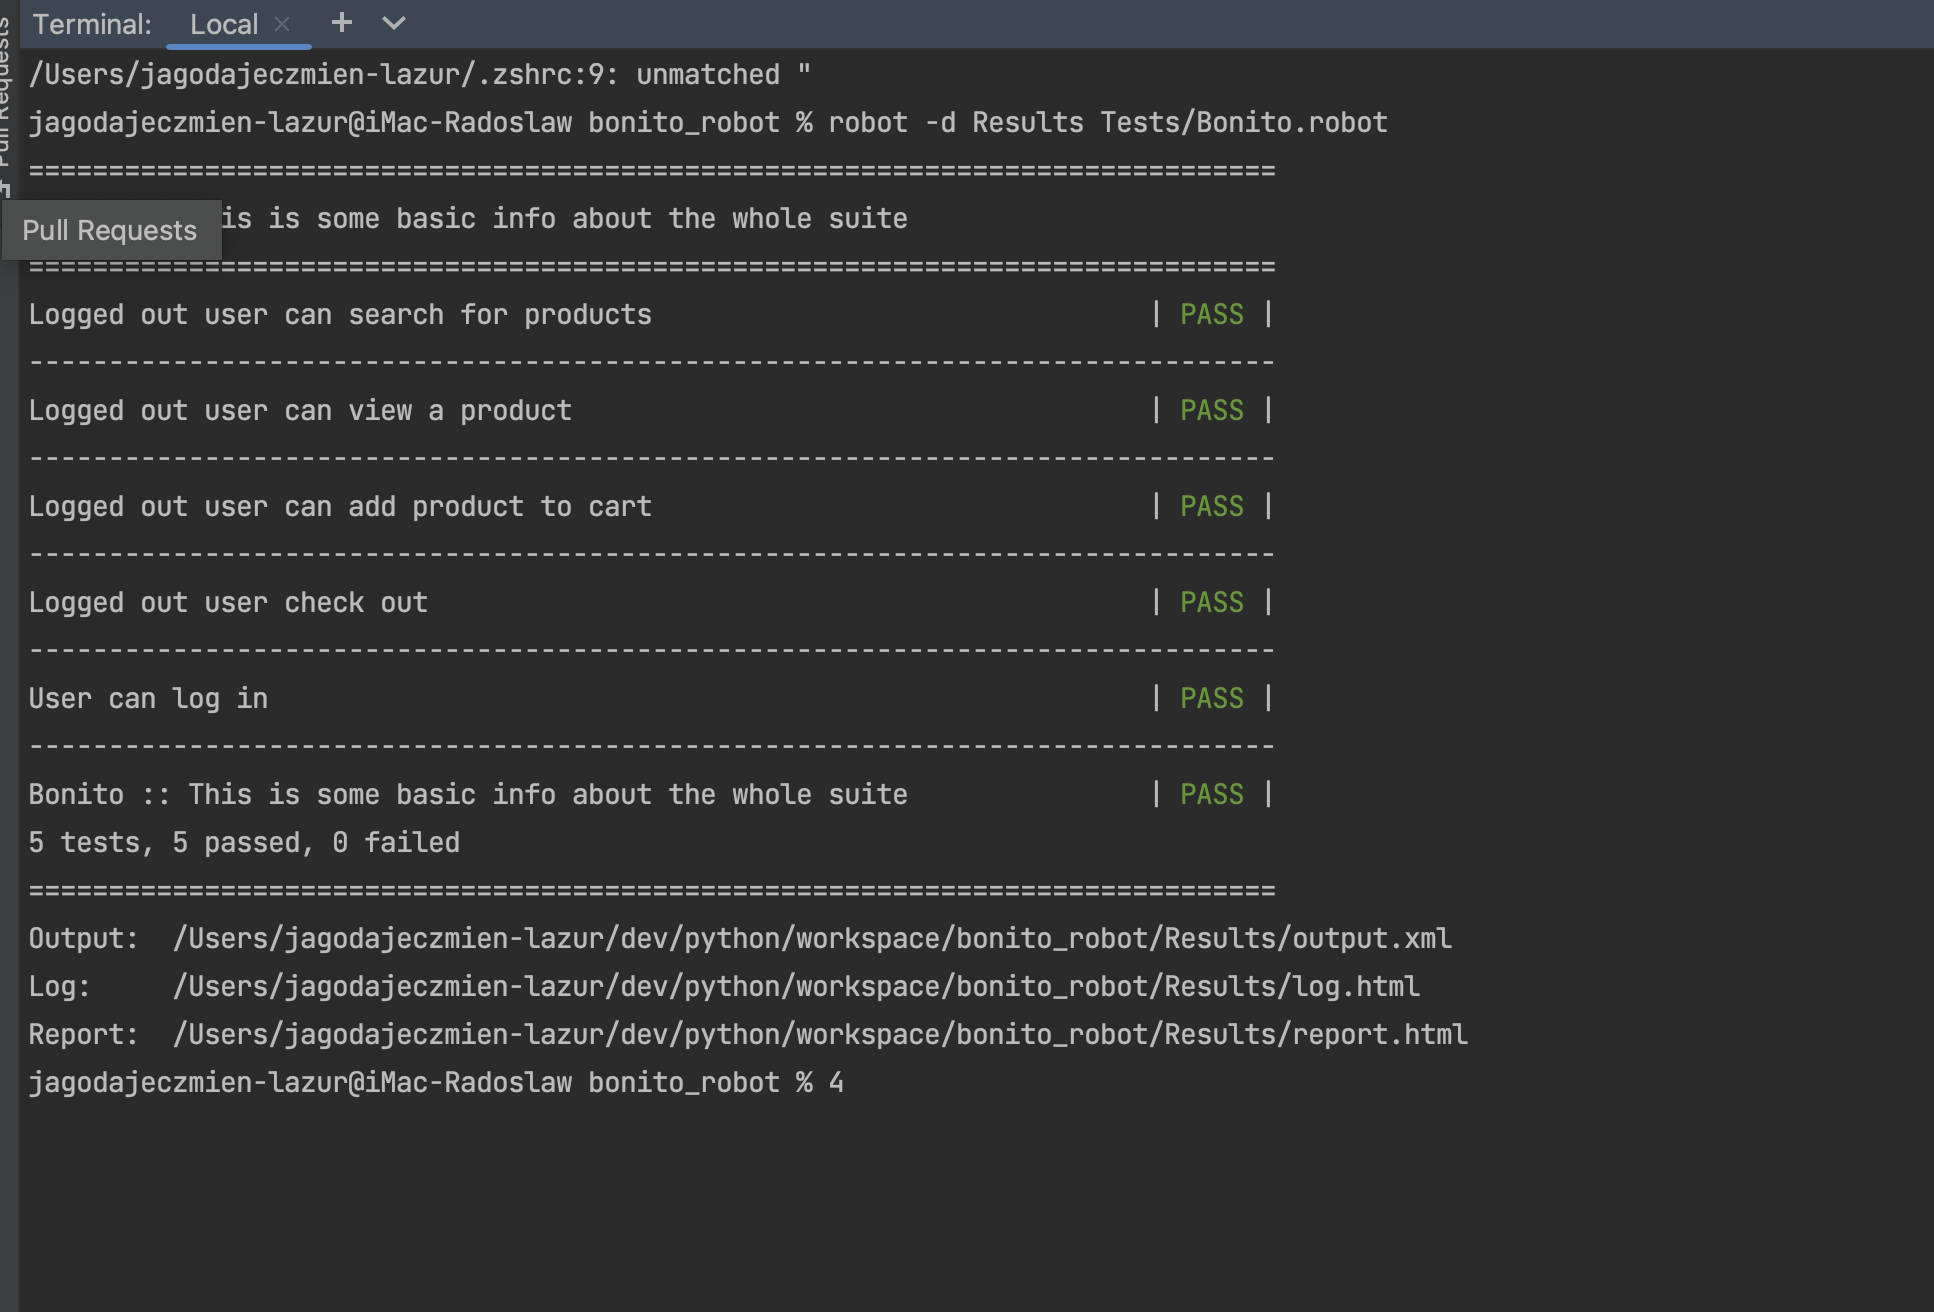 Terminal: Local × + 
/Users/jagodajeczmien-lazur/.zshrc:9: unmatched "
jagodajeczmien-lazur@iMac-Radoslaw bonito_robot % robot -d Results Tests/Bonito.robot
==============================================================================
Pull Requests
is is some basic info about the whole suite
==============================================================================
Logged out user can search for products | PASS |
------------------------------------------------------------------------------
Logged out user can view a product | PASS |
------------------------------------------------------------------------------
Logged out user can add product to cart | PASS |
------------------------------------------------------------------------------
Logged out user check out | PASS |
------------------------------------------------------------------------------
User can log in | PASS |
------------------------------------------------------------------------------
Bonito :: This is some basic info about the whole suite | PASS |
5 tests, 5 passed, 0 failed
==============================================================================
Output: /Users/jagodajeczmien-lazur/dev/python/workspace/bonito_robot/Results/output.xml
Log: /Users/jagodajeczmien-lazur/dev/python/workspace/bonito_robot/Results/log.html
Report: /Users/jagodajeczmien-lazur/dev/python/workspace/bonito_robot/Results/report.html
jagodajeczmien-lazur@iMac-Radoslaw bonito_robot % 4
Pull Requests